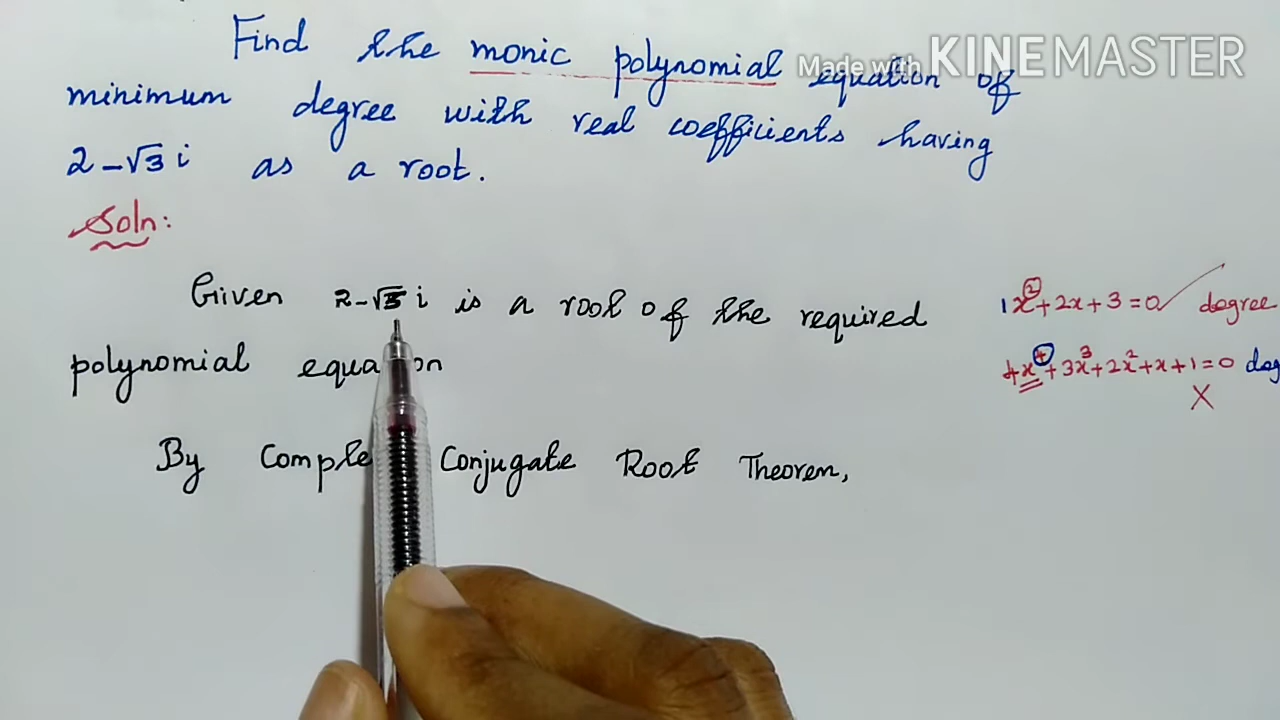 Find the monic polynomial equation of
Made with KINEMASTER
minimum degree with real coefficients having
2-√3 i as a root.
Soln:
Given 2-√3 i is a root of the required
polynomial equa on
By Comple Conjugate Root Theorem,
1x²+2x+3=0 ✓ degree
4x⁴+3x³+2x²+x+1=0 deg
X